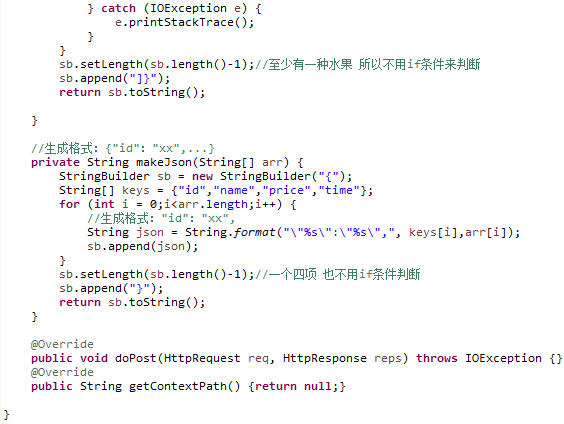 } catch (IOException e) {
e.printStackTrace();
}
}
sb.setLength(sb.length()-1);//至少有一种水果 所以不用if条件来判断
sb.append("]}");
return sb.toString();
}
//生成格式: {"id": "xx",...}
private String makeJson(String[] arr) {
StringBuilder sb = new StringBuilder("{");
String[] keys = {"id","name","price","time"};
for (int i = 0;i<arr.length;i++) {
//生成格式: "id": "xx",
String json = String.format("\"%s\":\"%s\",", keys[i],arr[i]);
sb.append(json);
}
sb.setLength(sb.length()-1);//一个四项 也不用if条件判断
sb.append("}");
return sb.toString();
}
@Override
public void doPost(HttpRequest req, HttpResponse reps) throws IOException {}
@Override
public String getContextPath() {return null;}
}